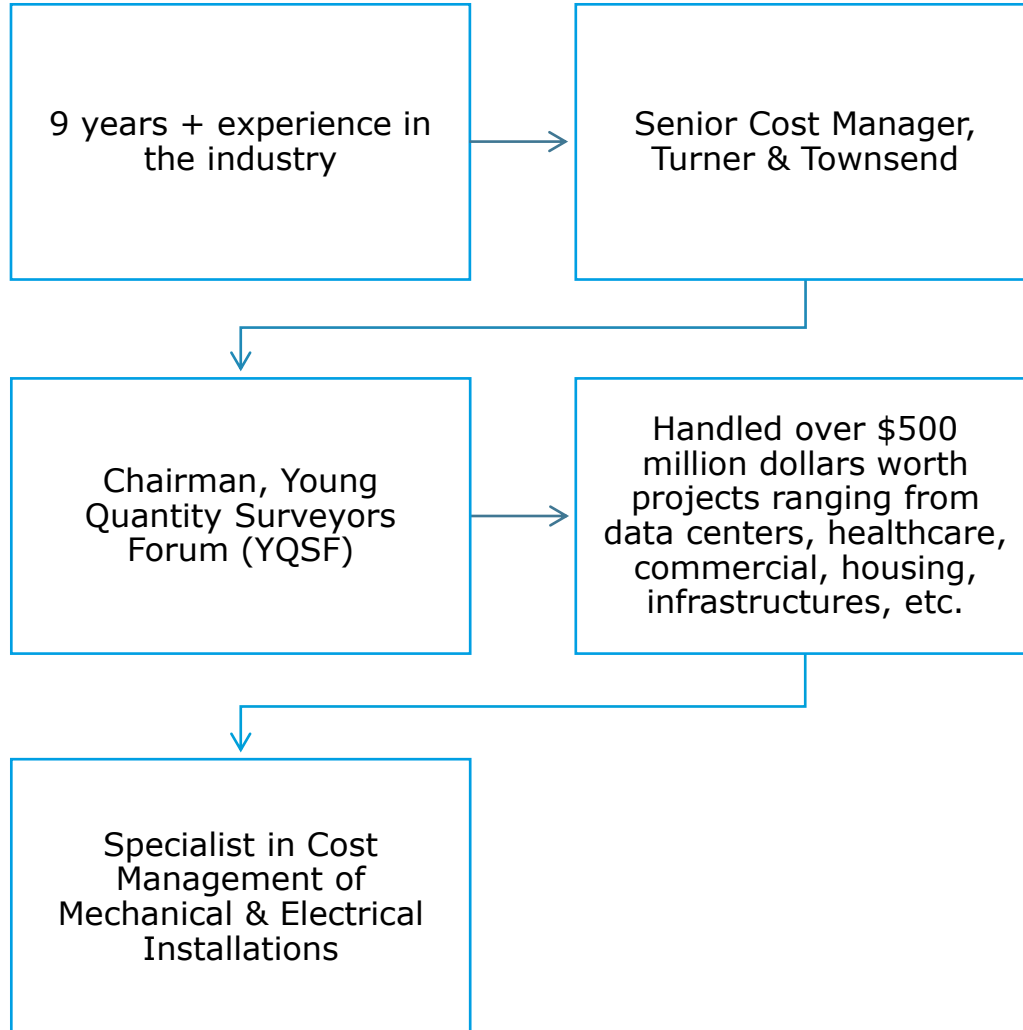 9 years + experience in
the industry
Senior Cost Manager,
Turner & Townsend
Chairman, Young
Quantity Surveyors
Forum (YQSF)
Handled over $500
million dollars worth
projects ranging from
data centers, healthcare,
commercial, housing,
infrastructures, etc.
Specialist in Cost
Management of
Mechanical & Electrical
Installations